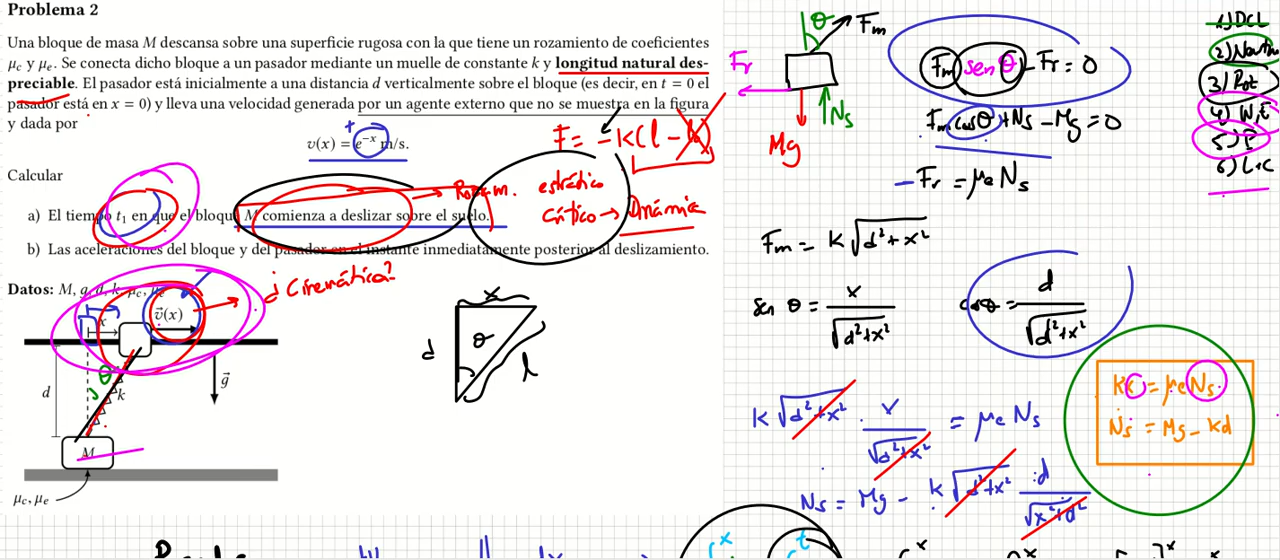 Problema 2
Una bloque de masa M descansa sobre una superficie rugosa con la que tiene un rozamiento de coeficientes
μc y μe. Se conecta dicho bloque a un pasador mediante un muelle de constante k y longitud natural des-
preciable. El pasador está inicialmente a una distancia d verticalmente sobre el bloque (es decir, en t = 0 el
pasador está en x = 0) y lleva una velocidad generada por un agente externo que no se muestra en la figura
y dada por
v(x) = e⁻ˣ m/s.
+
F = -k(l - l₀)
Calcular
→ Rozam.
estático
crítico → Dinámica
a) El tiempo t₁ en que el bloque M comienza a deslizar sobre el suelo.
b) Las aceleraciones del bloque y del pasador en el instante inmediatamente posterior al deslizamiento.
Datos: M, g, d, k, μc, μe
¿Cinemática?
x
v⃗(x)
θ
k
d
g⃗
M
μc, μe
x
d
θ
l
θ
Fm
Fr
Ns
Mg
Fm sen θ - Fr = 0
Fm cos θ + Ns - Mg = 0
- Fr = μe Ns
Fm = k√(d²+x²)
sen θ = x/√(d²+x²)
cos θ = d/√(d²+x²)
k√(d²+x²) · x/√(d²+x²) = μe Ns
Ns = Mg - k√(d²+x²) · d/√(x²+d²)
kx = μe Ns
Ns = Mg - kd
1) DCL
2) Newton
3) Rot
4) W, E
5) P
6) L+C